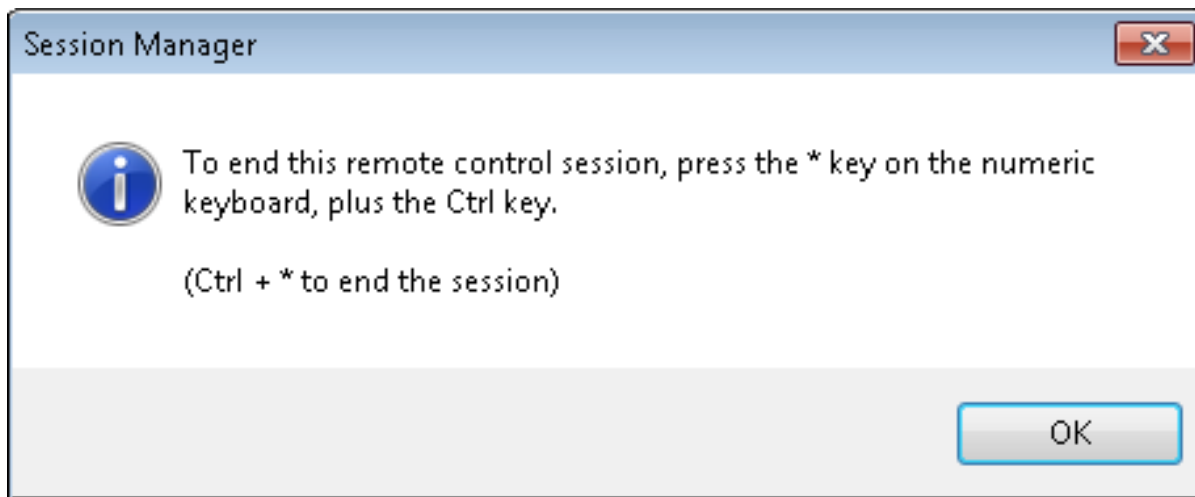 Session Manager
To end this remote control session, press the * key on the numeric
keyboard, plus the Ctrl key.
(Ctrl + * to end the session)
OK